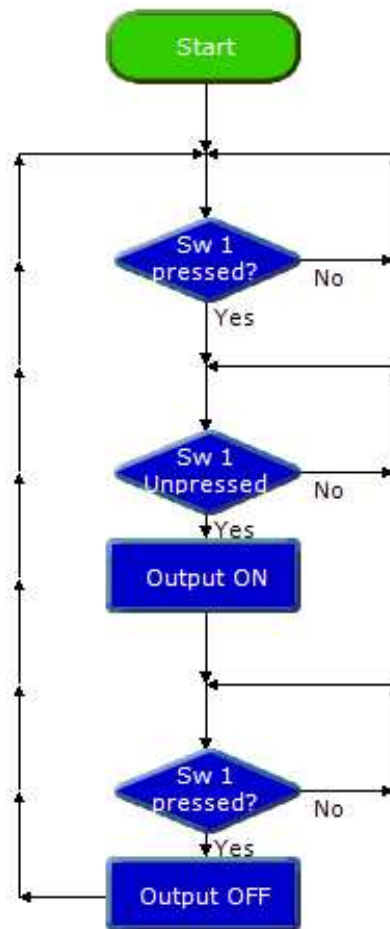 Start
Sw 1
pressed?
No
Yes
Sw 1
Unpressed
No
Yes
Output ON
Sw 1
pressed?
No
Yes
Output OFF